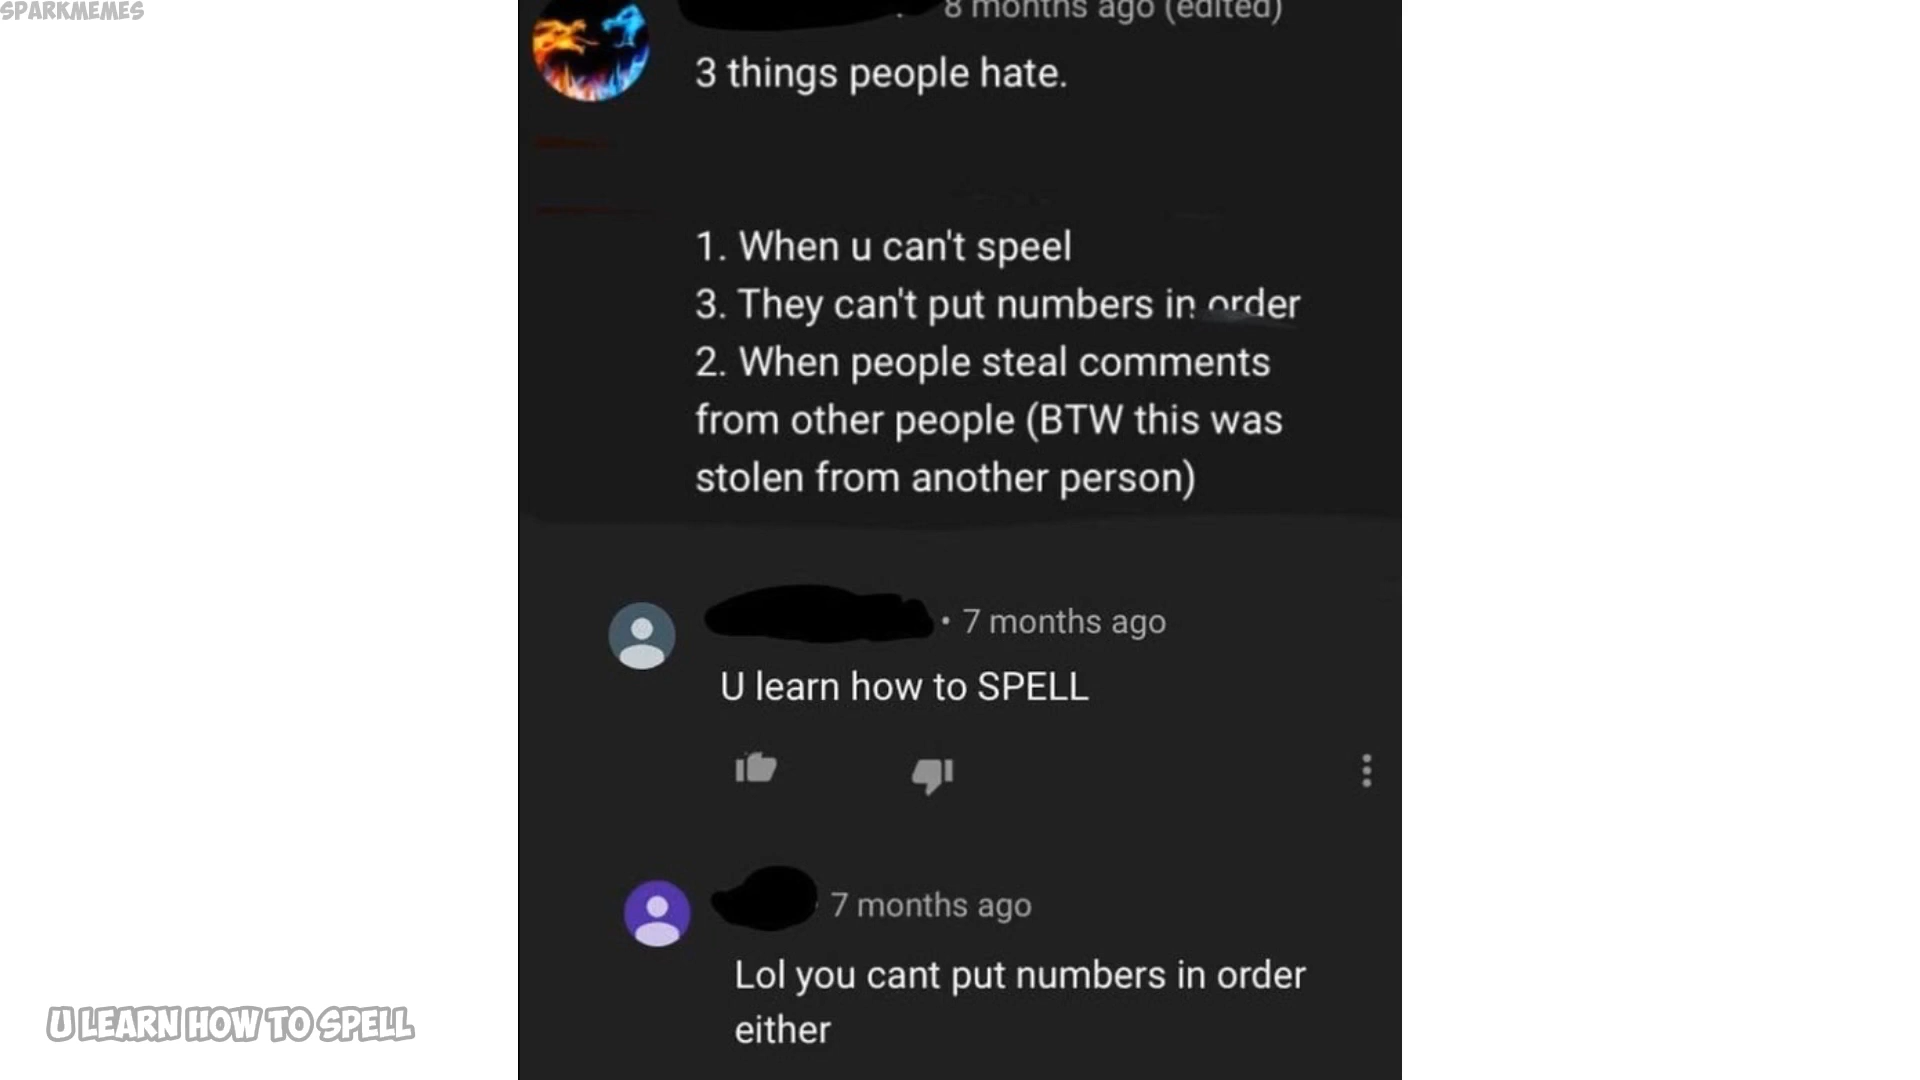 SPARKMEMES
8 months ago (edited)
3 things people hate.
1. When u can't speel
3. They can't put numbers in order
2. When people steal comments
from other people (BTW this was
stolen from another person)
• 7 months ago
U learn how to SPELL
7 months ago
Lol you cant put numbers in order
either
U LEARN HOW TO SPELL